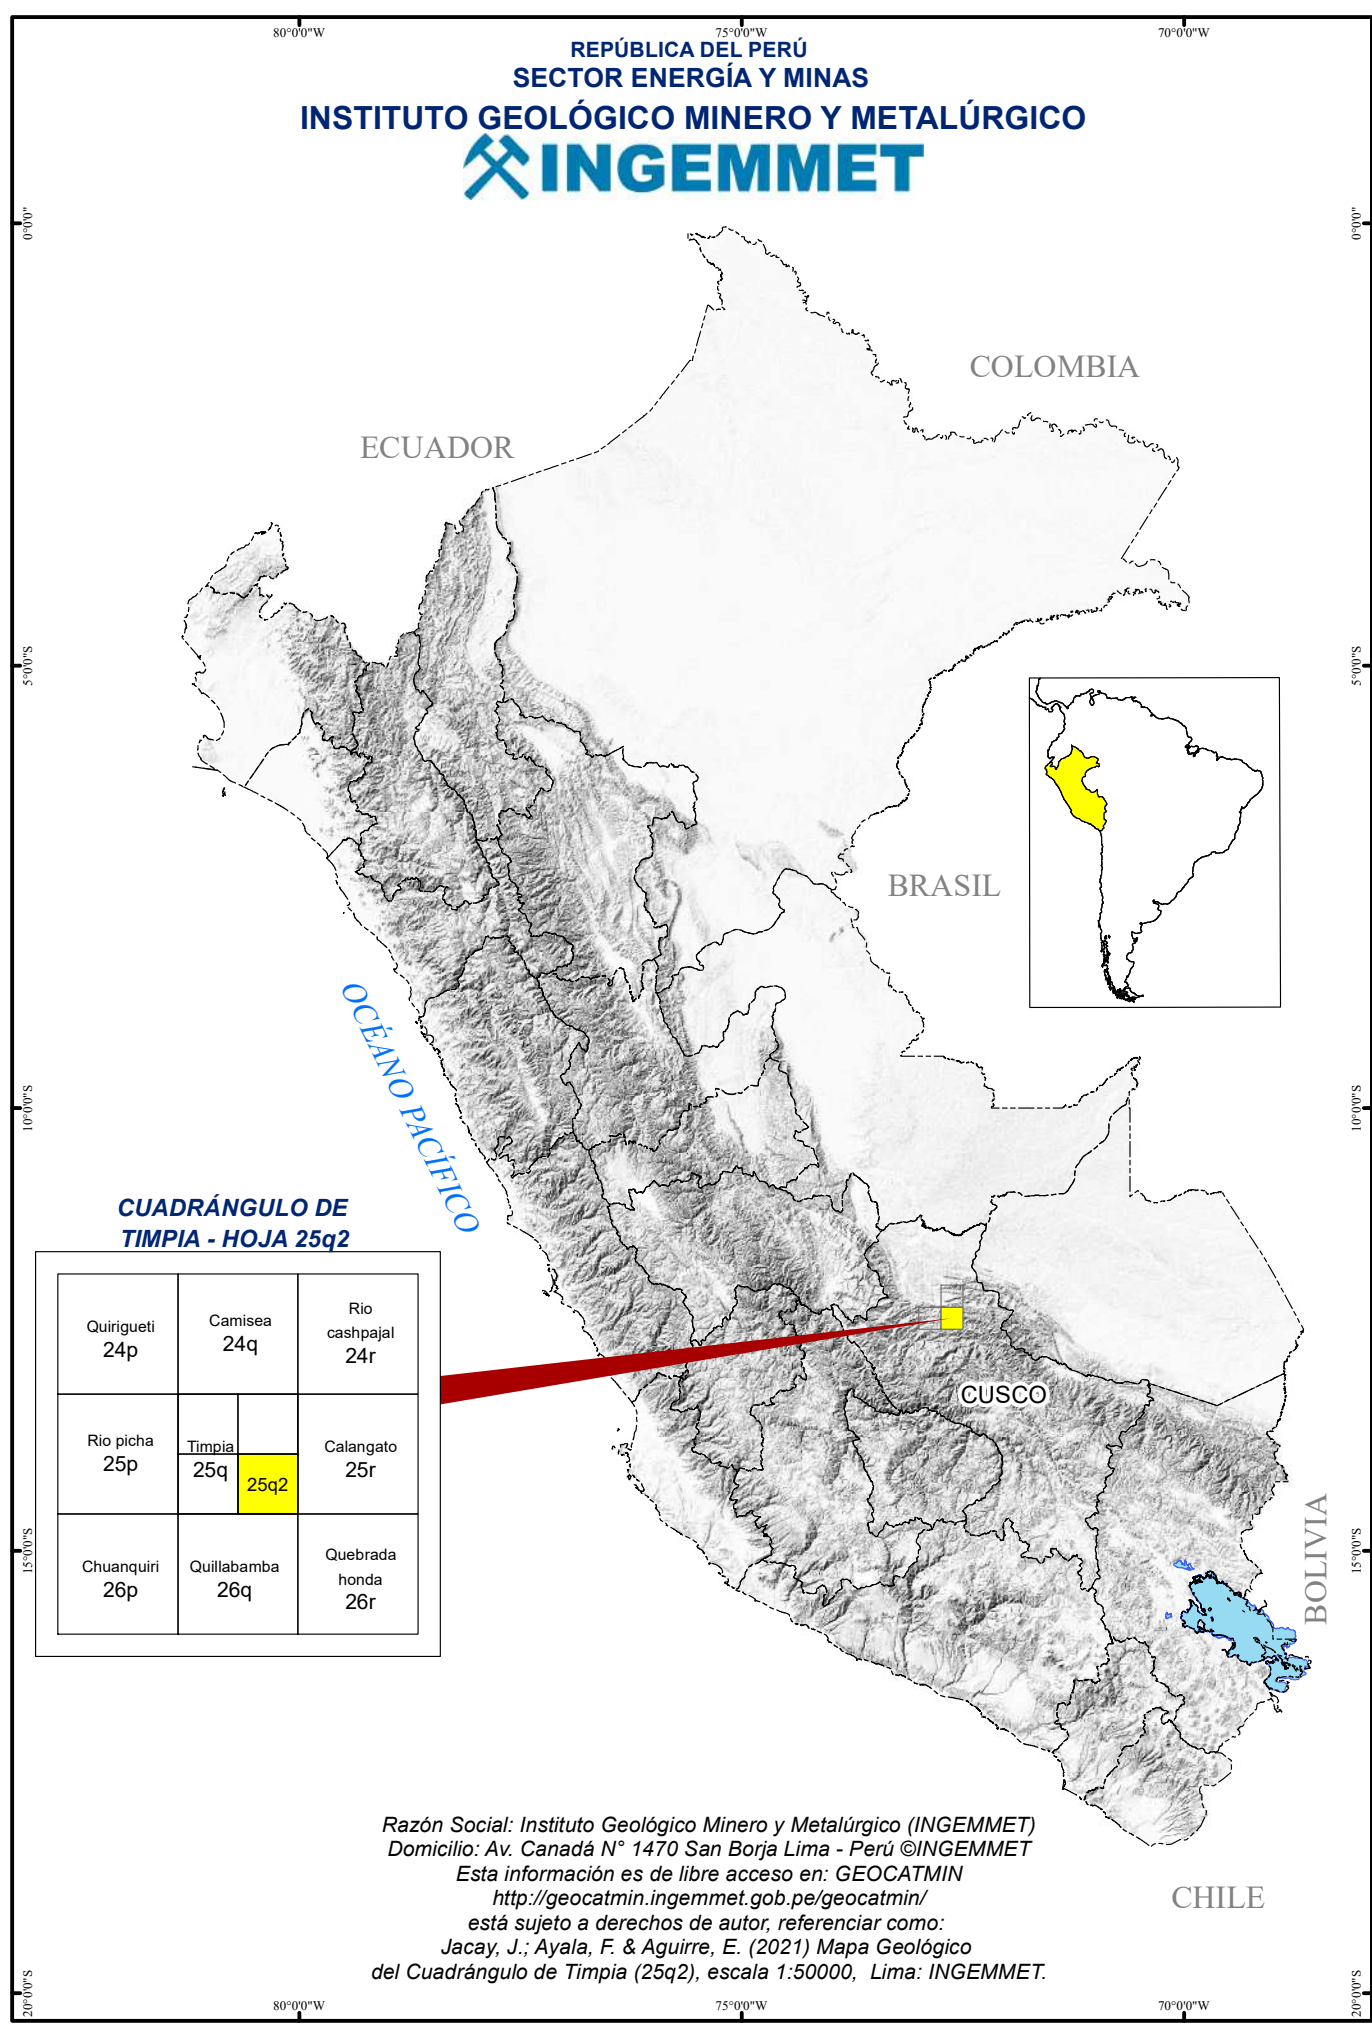 80°0'0"W
75°0'0"W
70°0'0"W
REPÚBLICA DEL PERÚ
SECTOR ENERGÍA Y MINAS
INSTITUTO GEOLÓGICO MINERO Y METALÚRGICO
INGEMMET
0°0'0"
0°0'0"
COLOMBIA
ECUADOR
5°0'0"S
5°0'0"S
BRASIL
OCÉANO PACÍFICO
10°0'0"S
10°0'0"S
CUADRÁNGULO DE
TIMPIA - HOJA 25q2
Quirigueti
24p
Camisea
24q
Rio
cashpajal
24r
Rio picha
25p
Timpia
25q
25q2
Calangato
25r
Chuanquiri
26p
Quillabamba
26q
Quebrada
honda
26r
CUSCO
15°0'0"S
15°0'0"S
BOLIVIA
Razón Social: Instituto Geológico Minero y Metalúrgico (INGEMMET)
Domicilio: Av. Canadá N° 1470 San Borja Lima - Perú ©INGEMMET
Esta información es de libre acceso en: GEOCATMIN
http://geocatmin.ingemmet.gob.pe/geocatmin/
está sujeto a derechos de autor, referenciar como:
Jacay, J.; Ayala, F. & Aguirre, E. (2021) Mapa Geológico
del Cuadrángulo de Timpia (25q2), escala 1:50000, Lima: INGEMMET.
CHILE
20°0'0"S
20°0'0"S
80°0'0"W
75°0'0"W
70°0'0"W